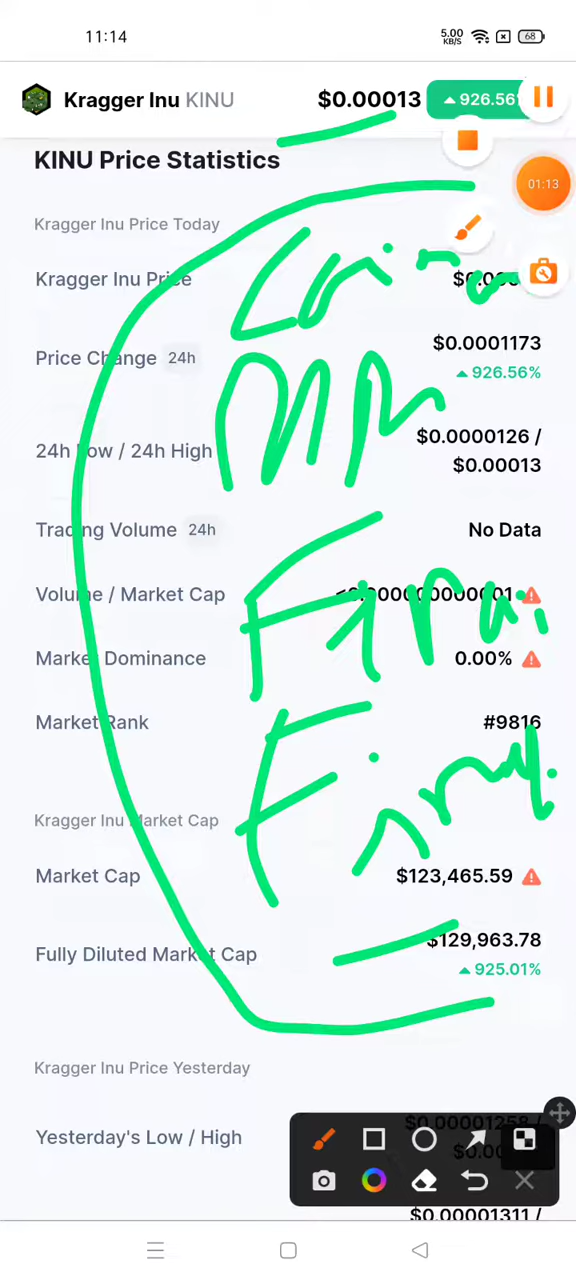 11:14
5.00 KB/S
68
Kragger Inu KINU
$0.00013
926.56
01:13
KINU Price Statistics
Kragger Inu Price Today
Kragger Inu Price
Price Change 24h
$0.0001173
926.56%
24h Low / 24h High
$0.0000126 /
$0.00013
Trading Volume 24h
No Data
Volume / Market Cap
Market Dominance
0.00%
Market Rank
#9816
Kragger Inu Market Cap
Market Cap
$123,465.59
Fully Diluted Market Cap
$129,963.78
925.01%
Kragger Inu Price Yesterday
Yesterday's Low / High
$0.00001258 /
$0.00001311 /